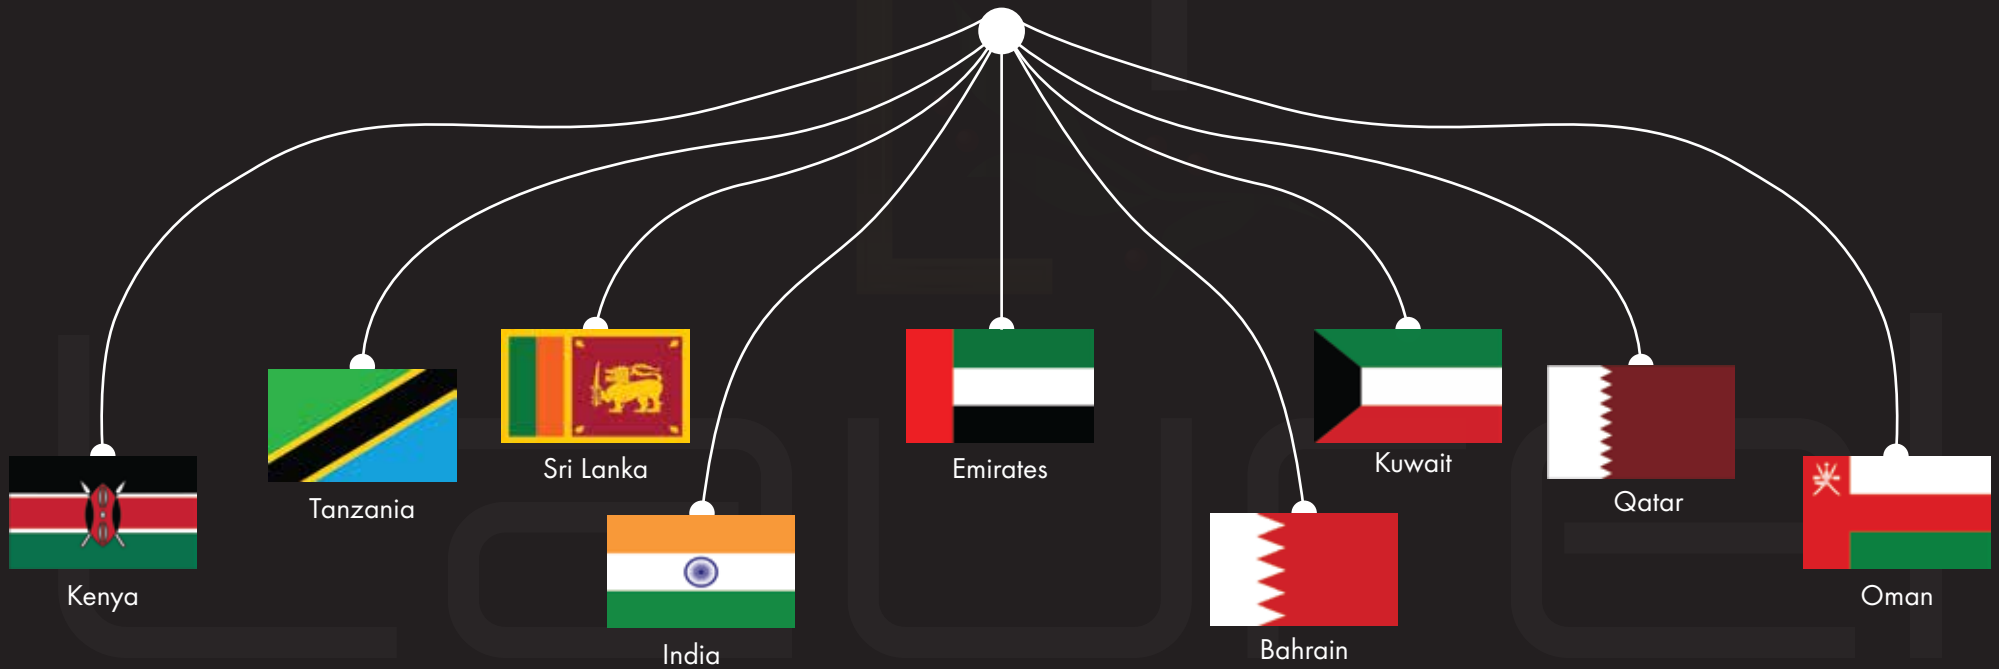 Kenya
Tanzania
Sri Lanka
India
Emirates
Bahrain
Kuwait
Qatar
Oman